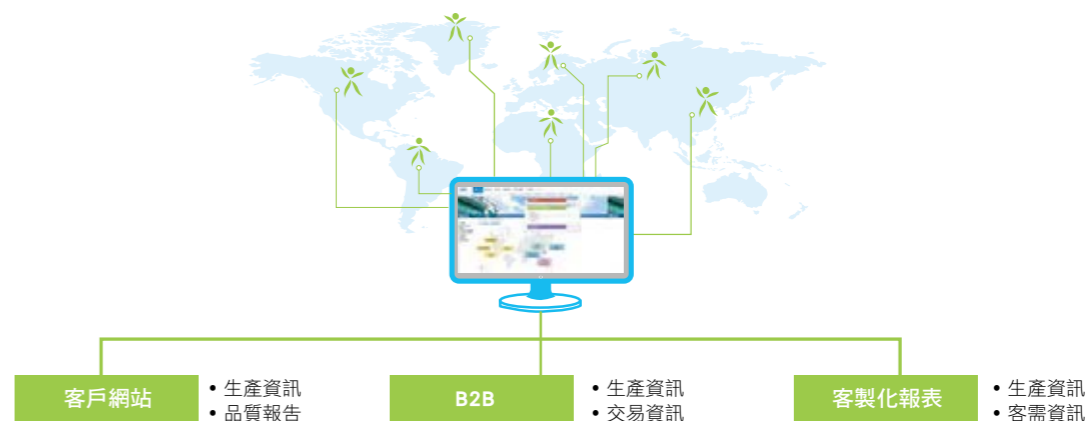 客戶網站
• 生產資訊
• 品質報告
B2B
• 生產資訊
• 交易資訊
客製化報表
• 生產資訊
• 客需資訊